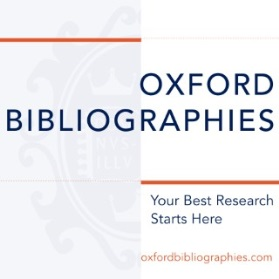 OXFORD
BIBLIOGRAPHIES
Your Best Research
Starts Here
oxfordbibliographies.com